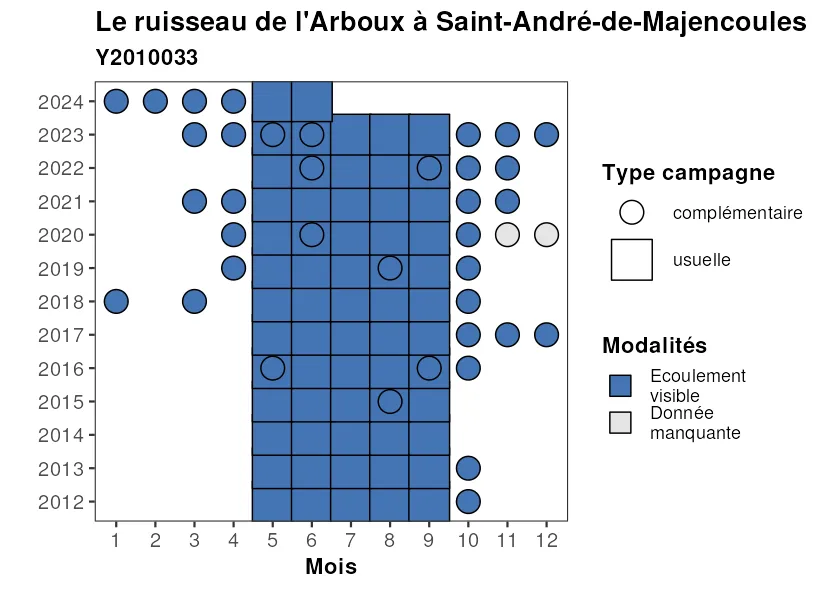 Le ruisseau de l'Arboux à Saint-André-de-Majencoules
Y2010033
2024
2023
2022
2021
2020
2019
2018
2017
2016
2015
2014
2013
2012
1 2 3 4 5 6 7 8 9 10 11 12
Mois
Type campagne
complémentaire
usuelle
Modalités
Ecoulement
visible
Donnée
manquante